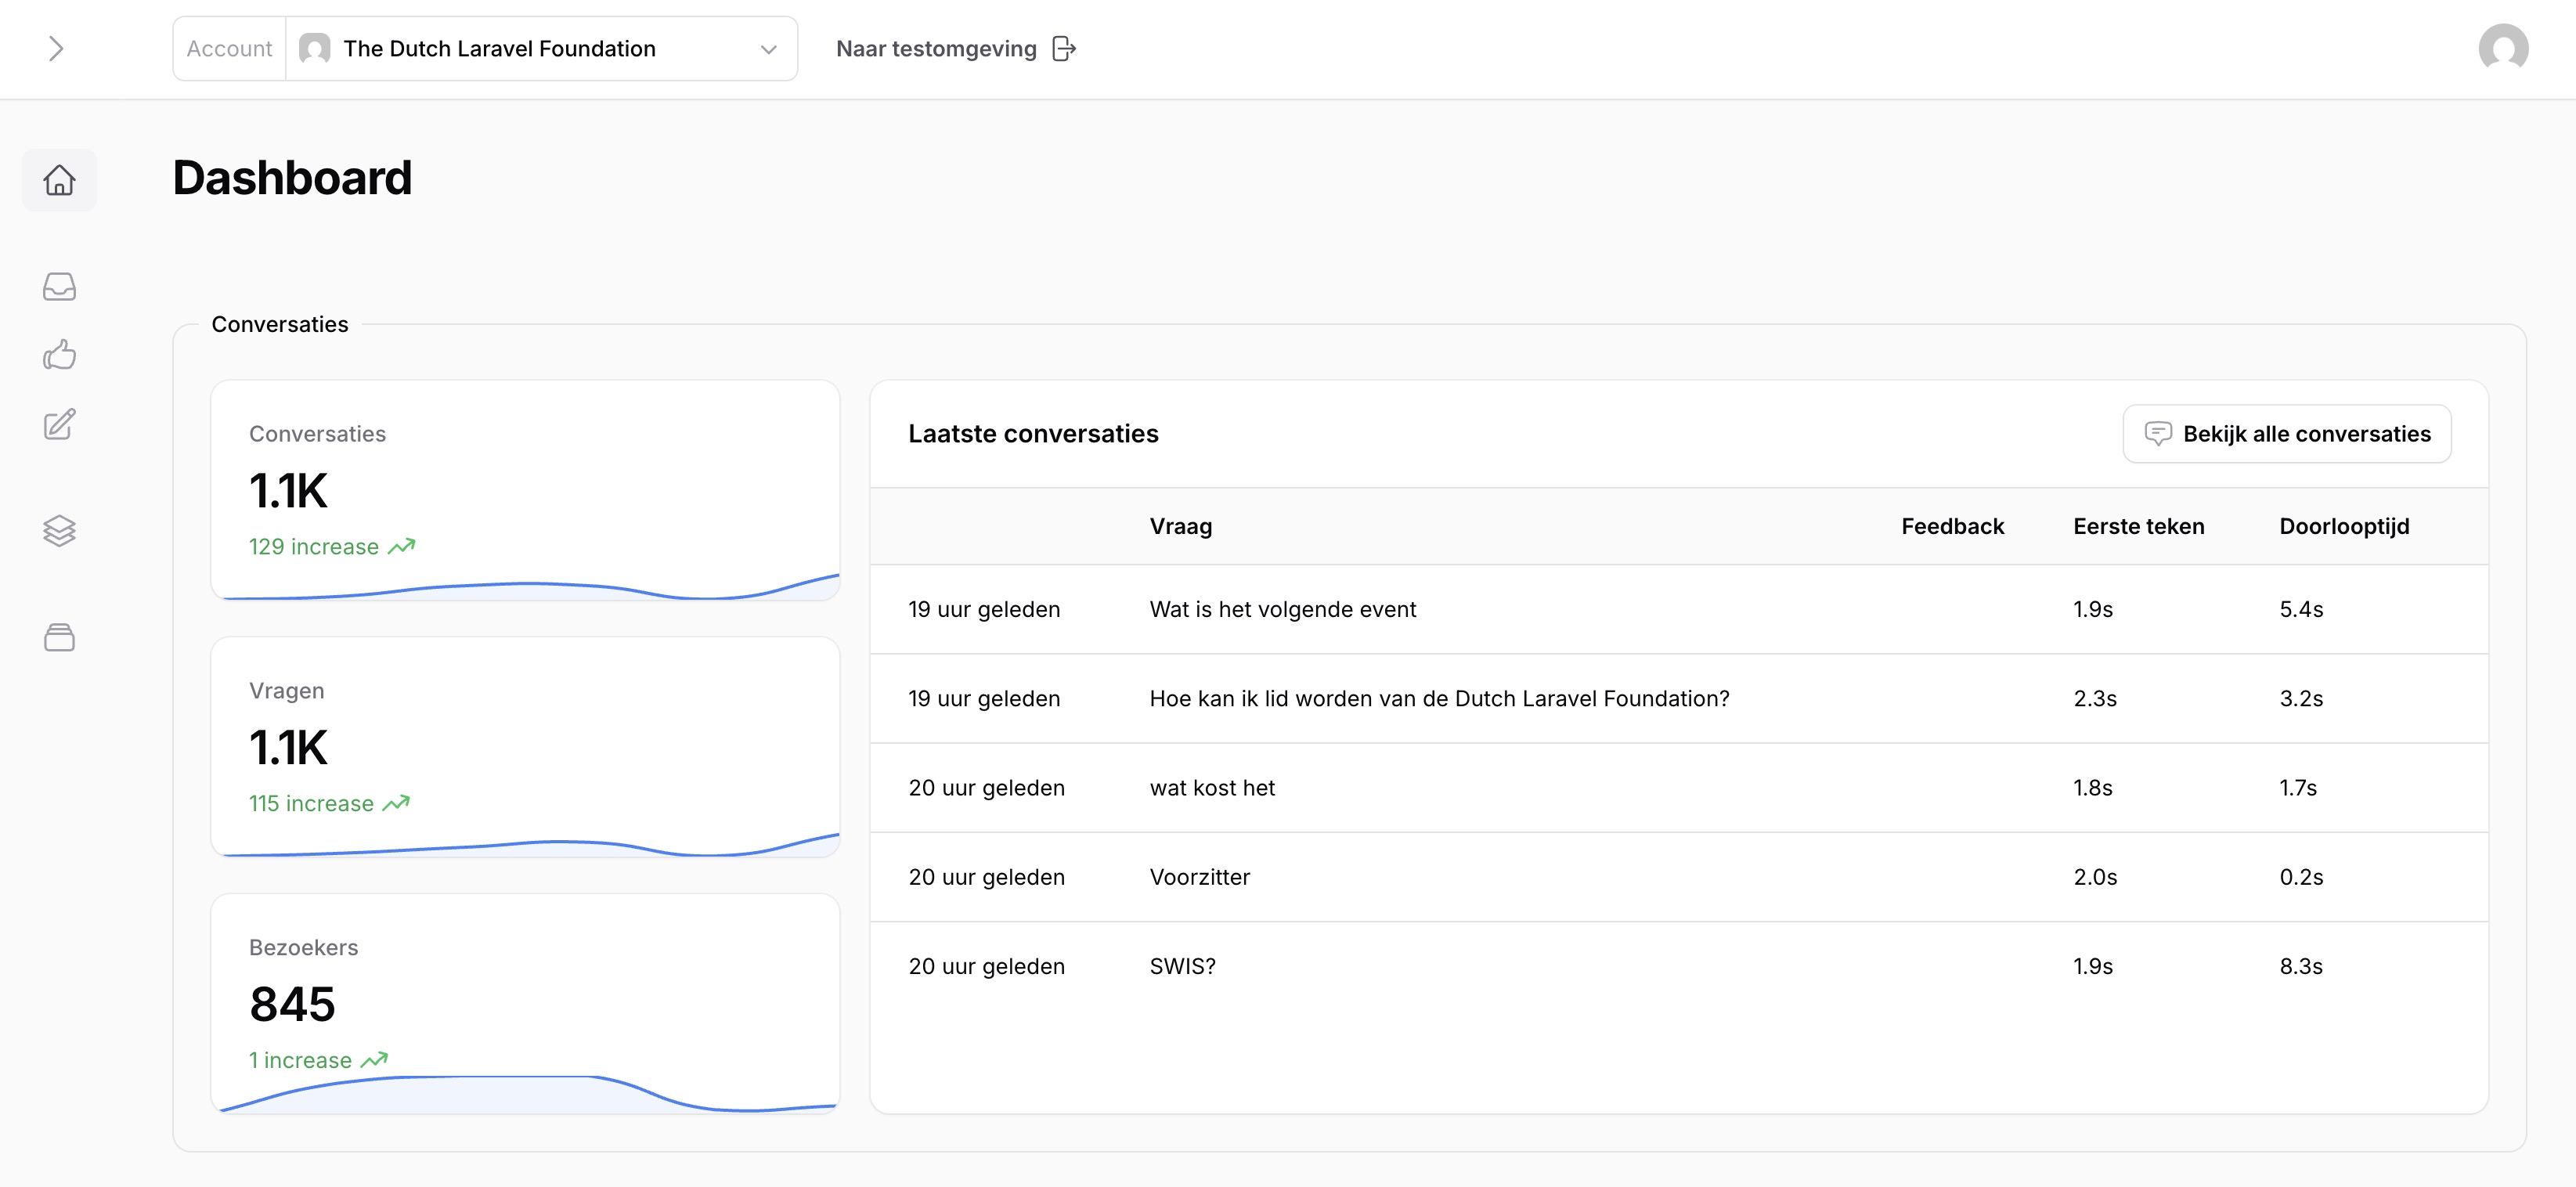 Account The Dutch Laravel Foundation Naar testomgeving
Dashboard
Conversaties
Conversaties
1.1K
129 increase
Vragen
1.1K
115 increase
Bezoekers
845
1 increase
Laatste conversaties Bekijk alle conversaties
Vraag Feedback Eerste teken Doorlooptijd
19 uur geleden Wat is het volgende event 1.9s 5.4s
19 uur geleden Hoe kan ik lid worden van de Dutch Laravel Foundation? 2.3s 3.2s
20 uur geleden wat kost het 1.8s 1.7s
20 uur geleden Voorzitter 2.0s 0.2s
20 uur geleden SWIS? 1.9s 8.3s